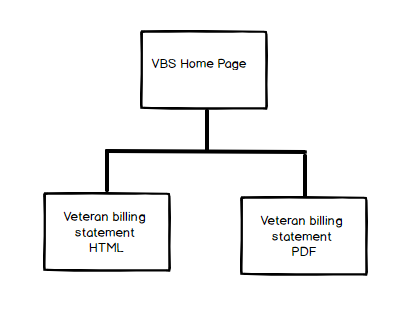 VBS Home Page
Veteran billing
statement
HTML
Veteran billing
statement
PDF